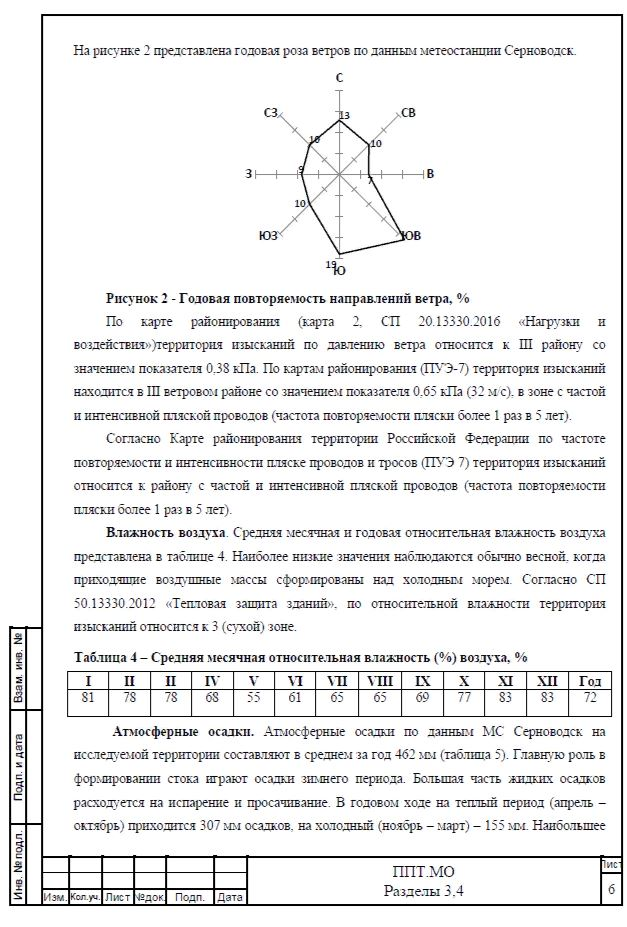 На рисунке 2 представлена годовая роза ветров по данным метеостанции Серноводск.
С
СЗ
СВ
13
10
10
З
9
7
В
10
ЮЗ
ЮВ
19
Ю
Рисунок 2 - Годовая повторяемость направлений ветра, %
По карте районирования (карта 2, СП 20.13330.2016 «Нагрузки и
воздействия»)территория изысканий по давлению ветра относится к III району со
значением показателя 0,38 кПа. По картам районирования (ПУЭ-7) территория изысканий
находится в III ветровом районе со значением показателя 0,65 кПа (32 м/с), в зоне с частой
и интенсивной пляской проводов (частота повторяемости пляски более 1 раз в 5 лет).
Согласно Карте районирования территории Российской Федерации по частоте
повторяемости и интенсивности пляске проводов и тросов (ПУЭ 7) территория изысканий
относится к району с частой и интенсивной пляской проводов (частота повторяемости
пляски более 1 раз в 5 лет).
Влажность воздуха. Средняя месячная и годовая относительная влажность воздуха
представлена в таблице 4. Наиболее низкие значения наблюдаются обычно весной, когда
приходящие воздушные массы сформированы над холодным морем. Согласно СП
50.13330.2012 «Тепловая защита зданий», по относительной влажности территория
изысканий относится к 3 (сухой) зоне.
Таблица 4 – Средняя месячная относительная влажность (%) воздуха, %
I II II IV V VI VII VIII IX X XI XII Год
81 78 78 68 55 61 65 65 69 77 83 83 72
Атмосферные осадки. Атмосферные осадки по данным МС Серноводск на
исследуемой территории составляют в среднем за год 462 мм (таблица 5). Главную роль в
формировании стока играют осадки зимнего периода. Большая часть жидких осадков
расходуется на испарение и просачивание. В годовом ходе на теплый период (апрель –
октябрь) приходится 307 мм осадков, на холодный (ноябрь – март) – 155 мм. Наибольшее
Взам. инв. №
Подп. и дата
Инв. №подл.
Изм. Кол.уч. Лист №док. Подп. Дата
ППТ.МО
Разделы 3,4
Лист
6